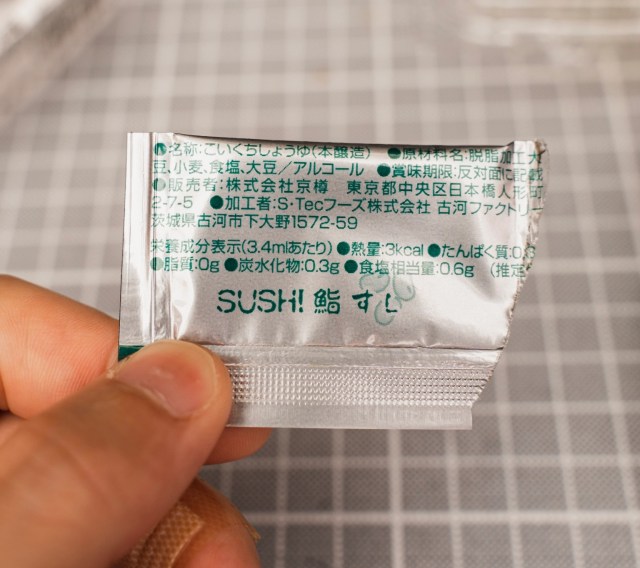 ●名称:こいくちしょうゆ(本醸造) ●原材料名:脱脂加工大
豆、小麦、食塩、大豆/アルコール ●賞味期限:反対面に記載
●販売者:株式会社京樽 東京都中央区日本橋人形町
2-7-5 ●加工者:S・Tecフーズ株式会社 古河ファクトリー
茨城県古河市下大野1572-59
栄養成分表示(3.4mlあたり) ●熱量:3kcal ●たんぱく質:0.
●脂質:0g ●炭水化物:0.3g ●食塩相当量:0.6g (推定
SUSH! 鮨 すし